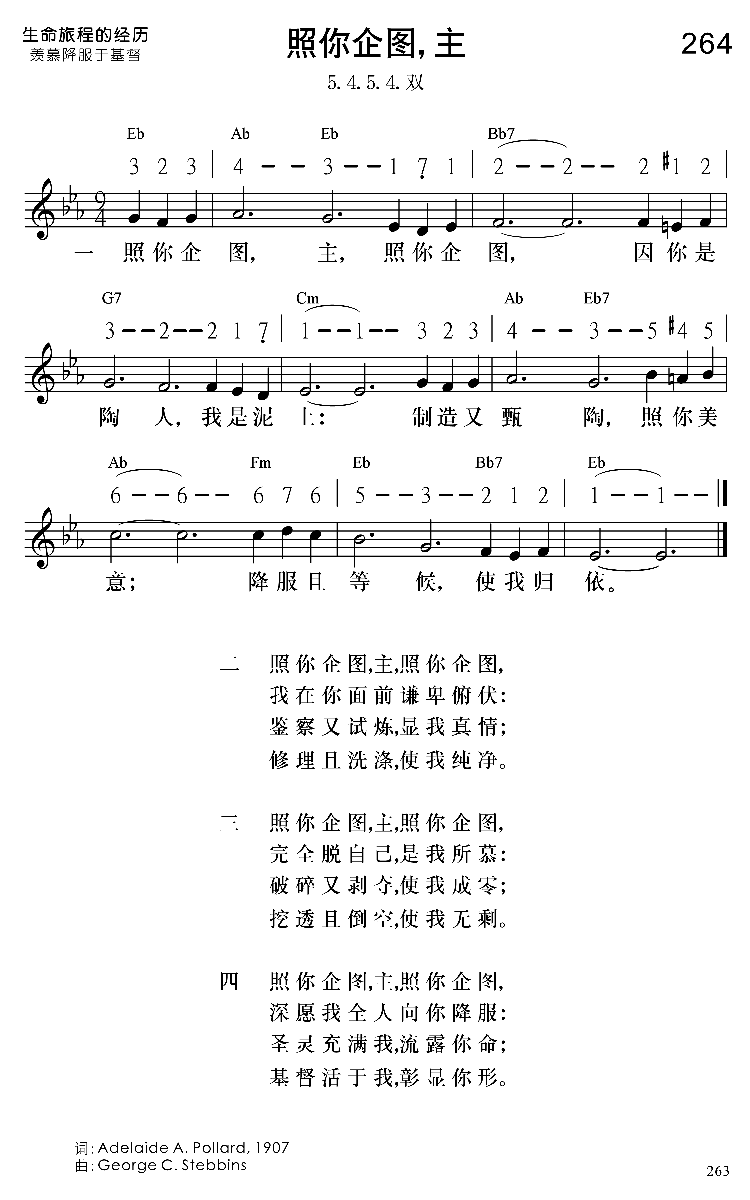 生命旅程的经历
羡慕降服于基督
照你企图,主
264
5. 4. 5. 4. 双
Eb Ab Eb Bb7
3 2 3 | 4 - - 3 - - 1 7 1 | 2 - - 2 - - 2 #1 2 |
9/4
一 照 你 企 图, 主, 照 你 企 图, 因 你 是
G7 Cm Ab Eb7
3 - - 2 - - 2 1 7 | 1 - - 1 - - 3 2 3 | 4 - - 3 - - 5 #4 5 |
陶 人, 我 是 泥 土: 制 造 又 甄 陶, 照 你 美
Ab Fm Eb Bb7 Eb
6 - - 6 - - 6 7 6 | 5 - - 3 - - 2 1 2 | 1 - - 1 - - ‖
意; 降 服 且 等 候, 使 我 归 依。
二 照你企图,主,照你企图,
我在你面前谦卑俯伏:
鉴察又试炼,显我真情;
修理且洗涤,使我纯净。
三 照你企图,主,照你企图,
完全脱自己,是我所慕:
破碎又剥夺,使我成零;
挖透且倒空,使我无剩。
四 照你企图,主,照你企图,
深愿我全人向你降服:
圣灵充满我,流露你命;
基督活于我,彰显你形。
词: Adelaide A. Pollard, 1907
曲: George C. Stebbins
263